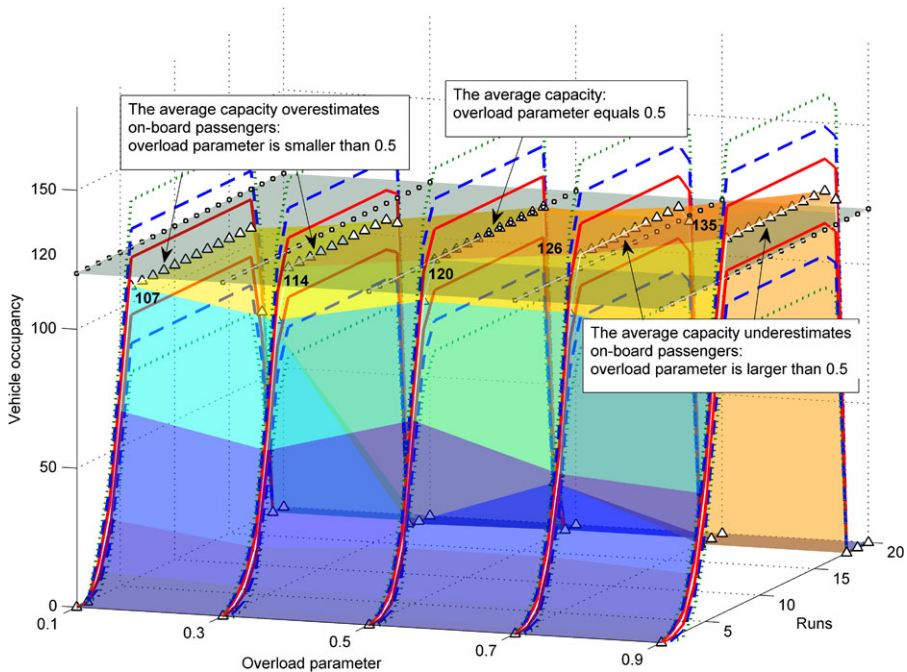 The average capacity overestimates
on-board passengers:
overload parameter is smaller than 0.5
The average capacity:
overload parameter equals 0.5
150
120
100
50
0
Vehicle occupancy
107
114
120
126
135
The average capacity underestimates
on-board passengers:
overload parameter is larger than 0.5
0.1
0.3
0.5
0.7
0.9
Overload parameter
5
10
15
20
Runs